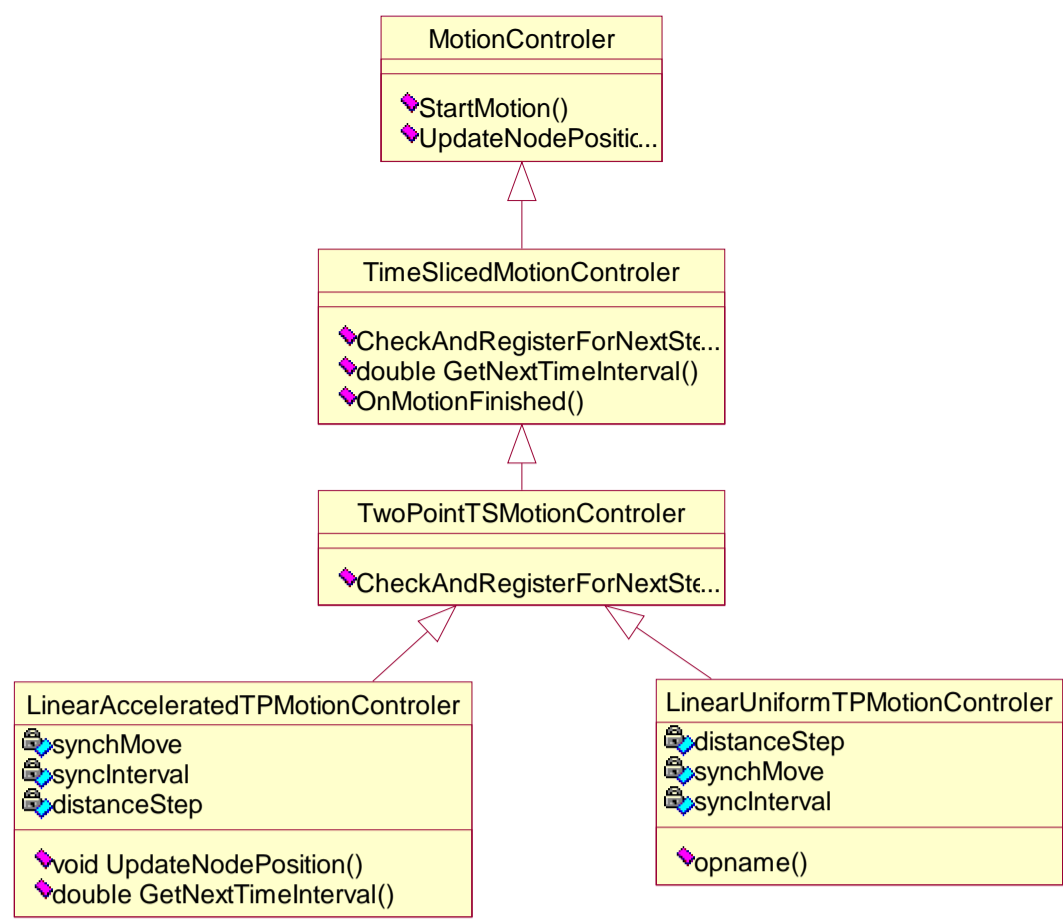 MotionControler
StartMotion()
UpdateNodePositic...
TimeSlicedMotionControler
CheckAndRegisterForNextSte...
double GetNextTimeInterval()
OnMotionFinished()
TwoPointTSMotionControler
CheckAndRegisterForNextSte...
LinearAcceleratedTPMotionControler
synchMove
syncInterval
distanceStep
void UpdateNodePosition()
double GetNextTimeInterval()
LinearUniformTPMotionControler
distanceStep
synchMove
syncInterval
opname()